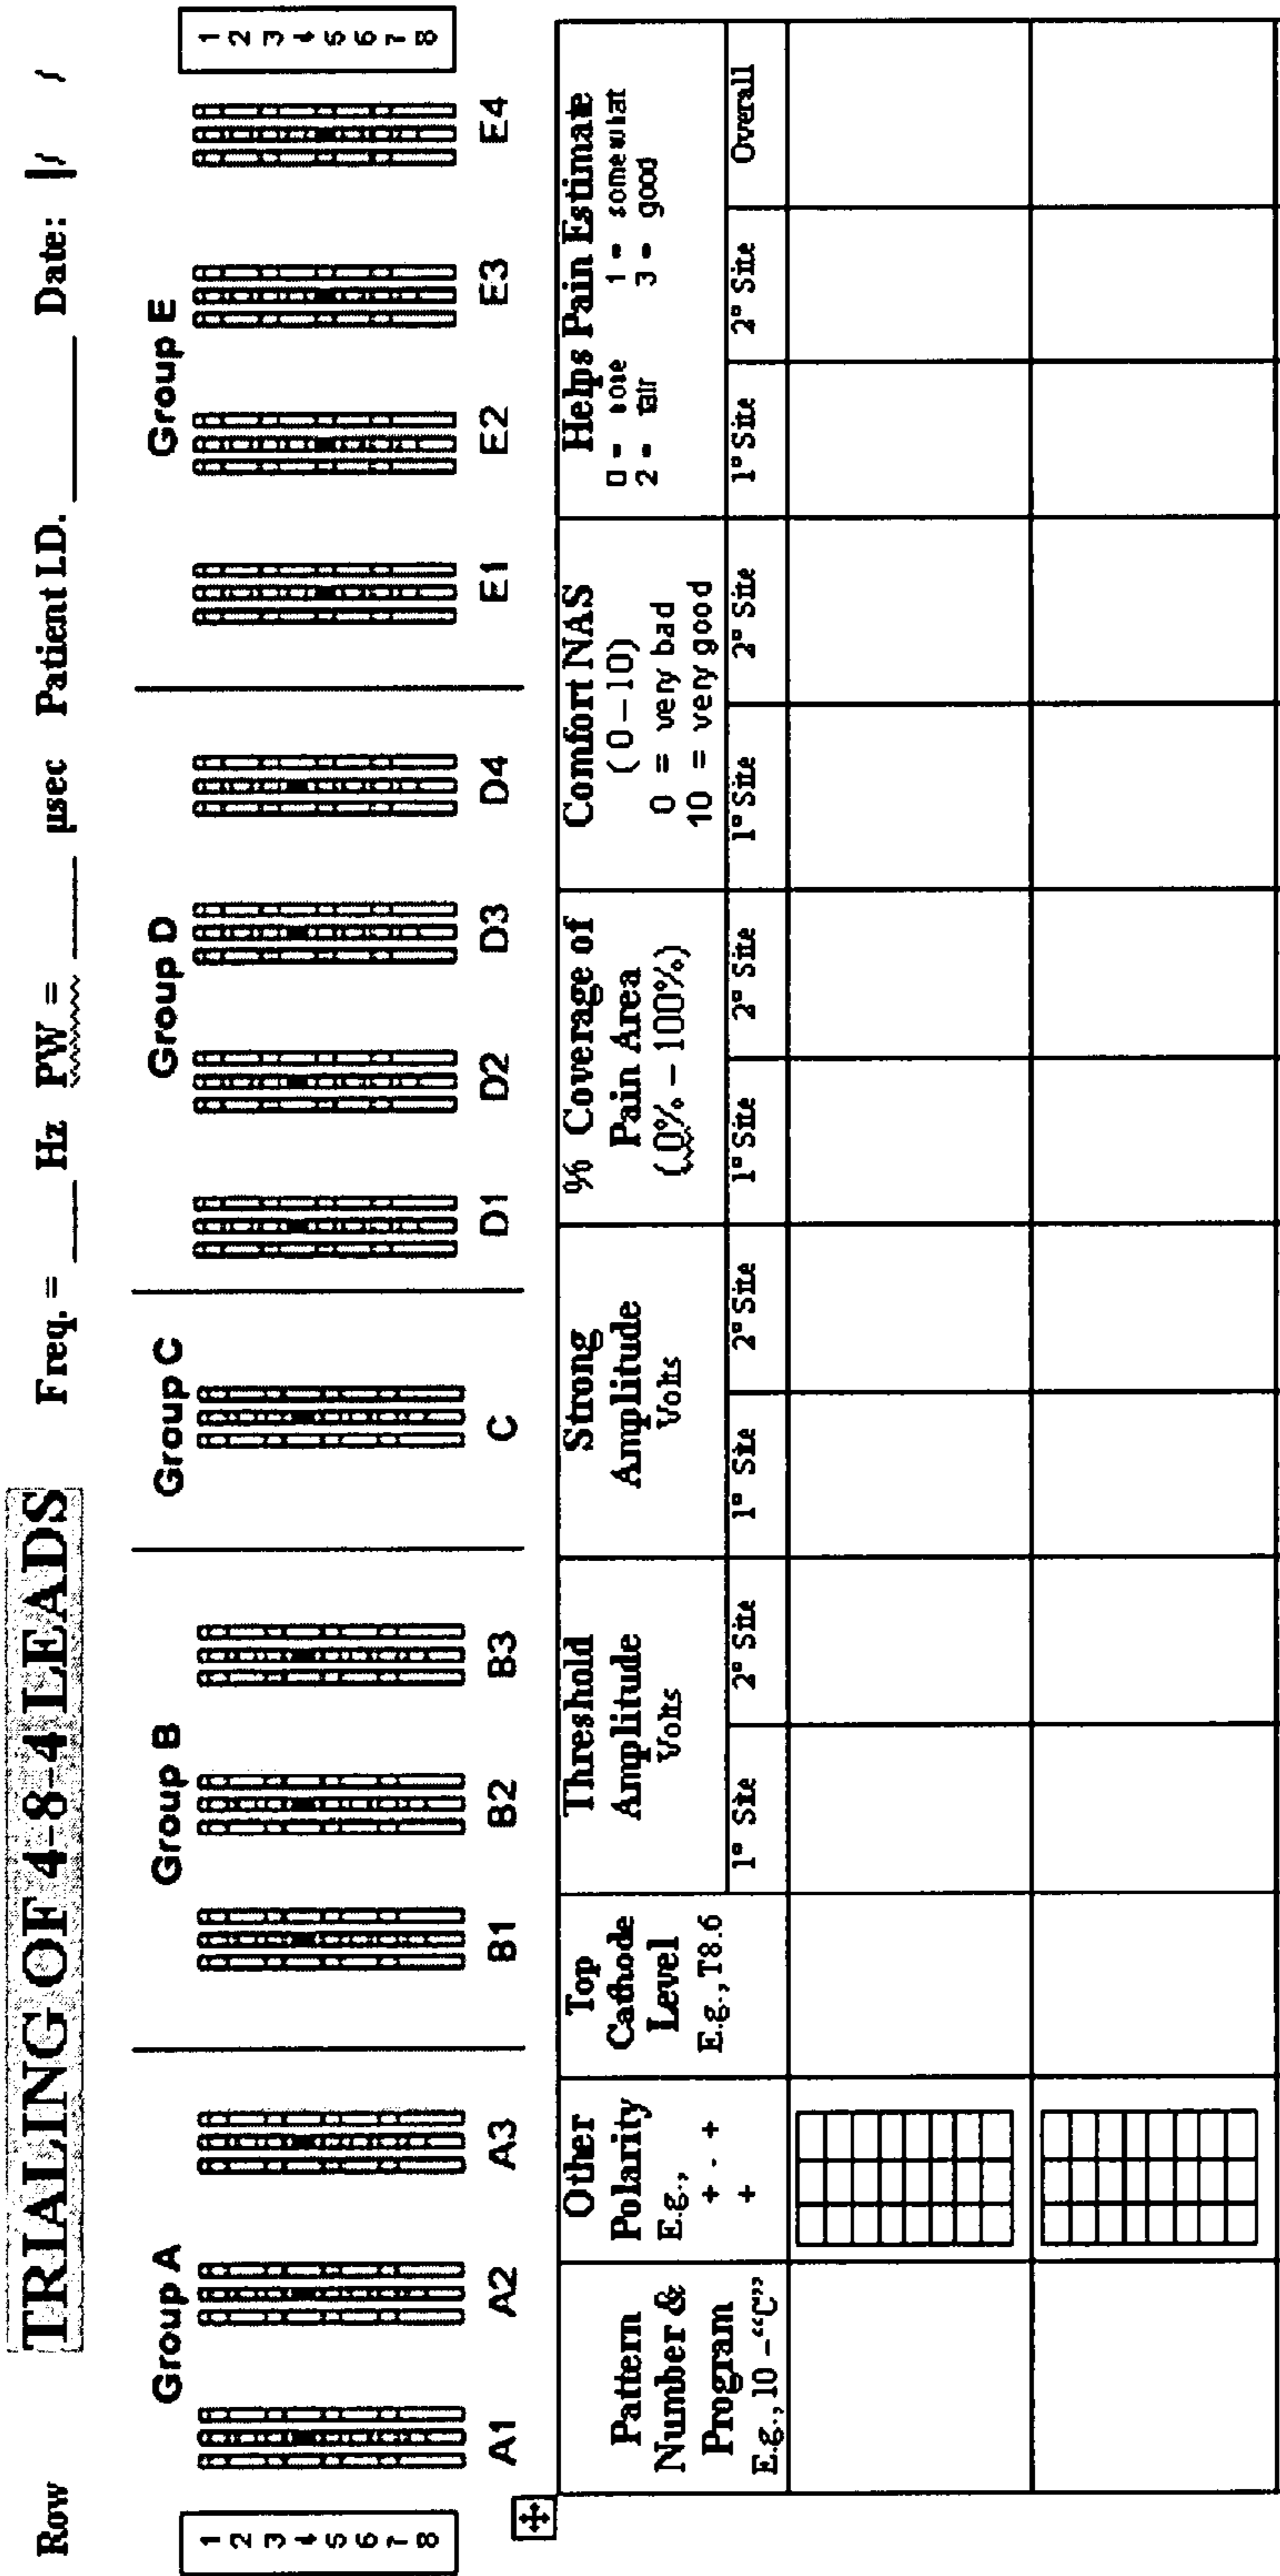 Row TRIALING OF 4-8-4 LEADS Freq. = ____ Hz PW = ____ µsec Patient I.D. ____ Date: / /
Group A Group B Group C Group D Group E
1
2
3
4
5
6
7
8
A1 A2 A3 B1 B2 B3 C D1 D2 D3 D4 E1 E2 E3 E4
1
2
3
4
5
6
7
8
Pattern
Number &
Program
E.g., 10 – “C”
Other
Polarity
E.g.,
+ - +
+
Top
Cathode
Level
E.g., T8.6
Threshold
Amplitude
Volts
1° Site 2° Site
Strong
Amplitude
Volts
1° Site 2° Site
% Coverage of
Pain Area
( 0% – 100%)
1° Site 2° Site
Comfort NAS
( 0 – 10)
0 = very bad
10 = very good
1° Site 2° Site
Helps Pain Estimate
0 = none 1 = somewhat
2 = fair 3 = good
1° Site 2° Site Overall